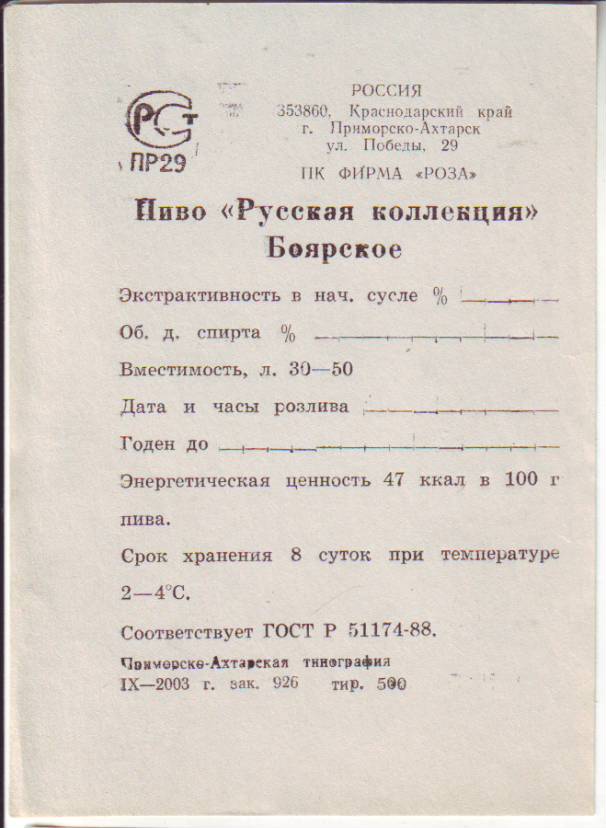 РОССИЯ
353860, Краснодарский край
г. Приморско-Ахтарск
ул. Победы, 29
ПК ФИРМА «РОЗА»
РСТ
ПР29
Пиво «Русская коллекция»
Боярское
Экстрактивность в нач. сусле %
Об. д. спирта %
Вместимость, л. 30—50
Дата и часы розлива
Годен до
Энергетическая ценность 47 ккал в 100 г
пива.
Срок хранения 8 суток при температуре
2—4°С.
Соответствует ГОСТ Р 51174-88.
Приморско-Ахтарская типография
IX—2003 г. зак. 926 тир. 500